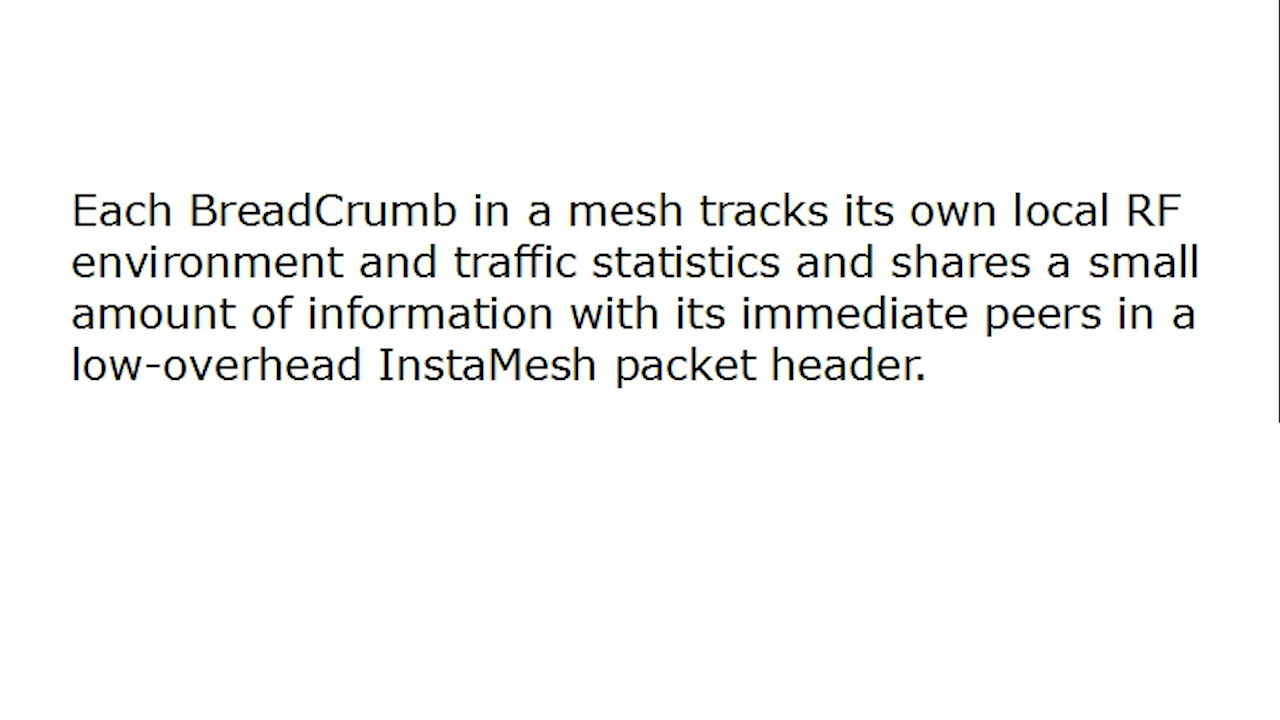 Each BreadCrumb in a mesh tracks its own local RF
environment and traffic statistics and shares a small
amount of information with its immediate peers in a
low-overhead InstaMesh packet header.